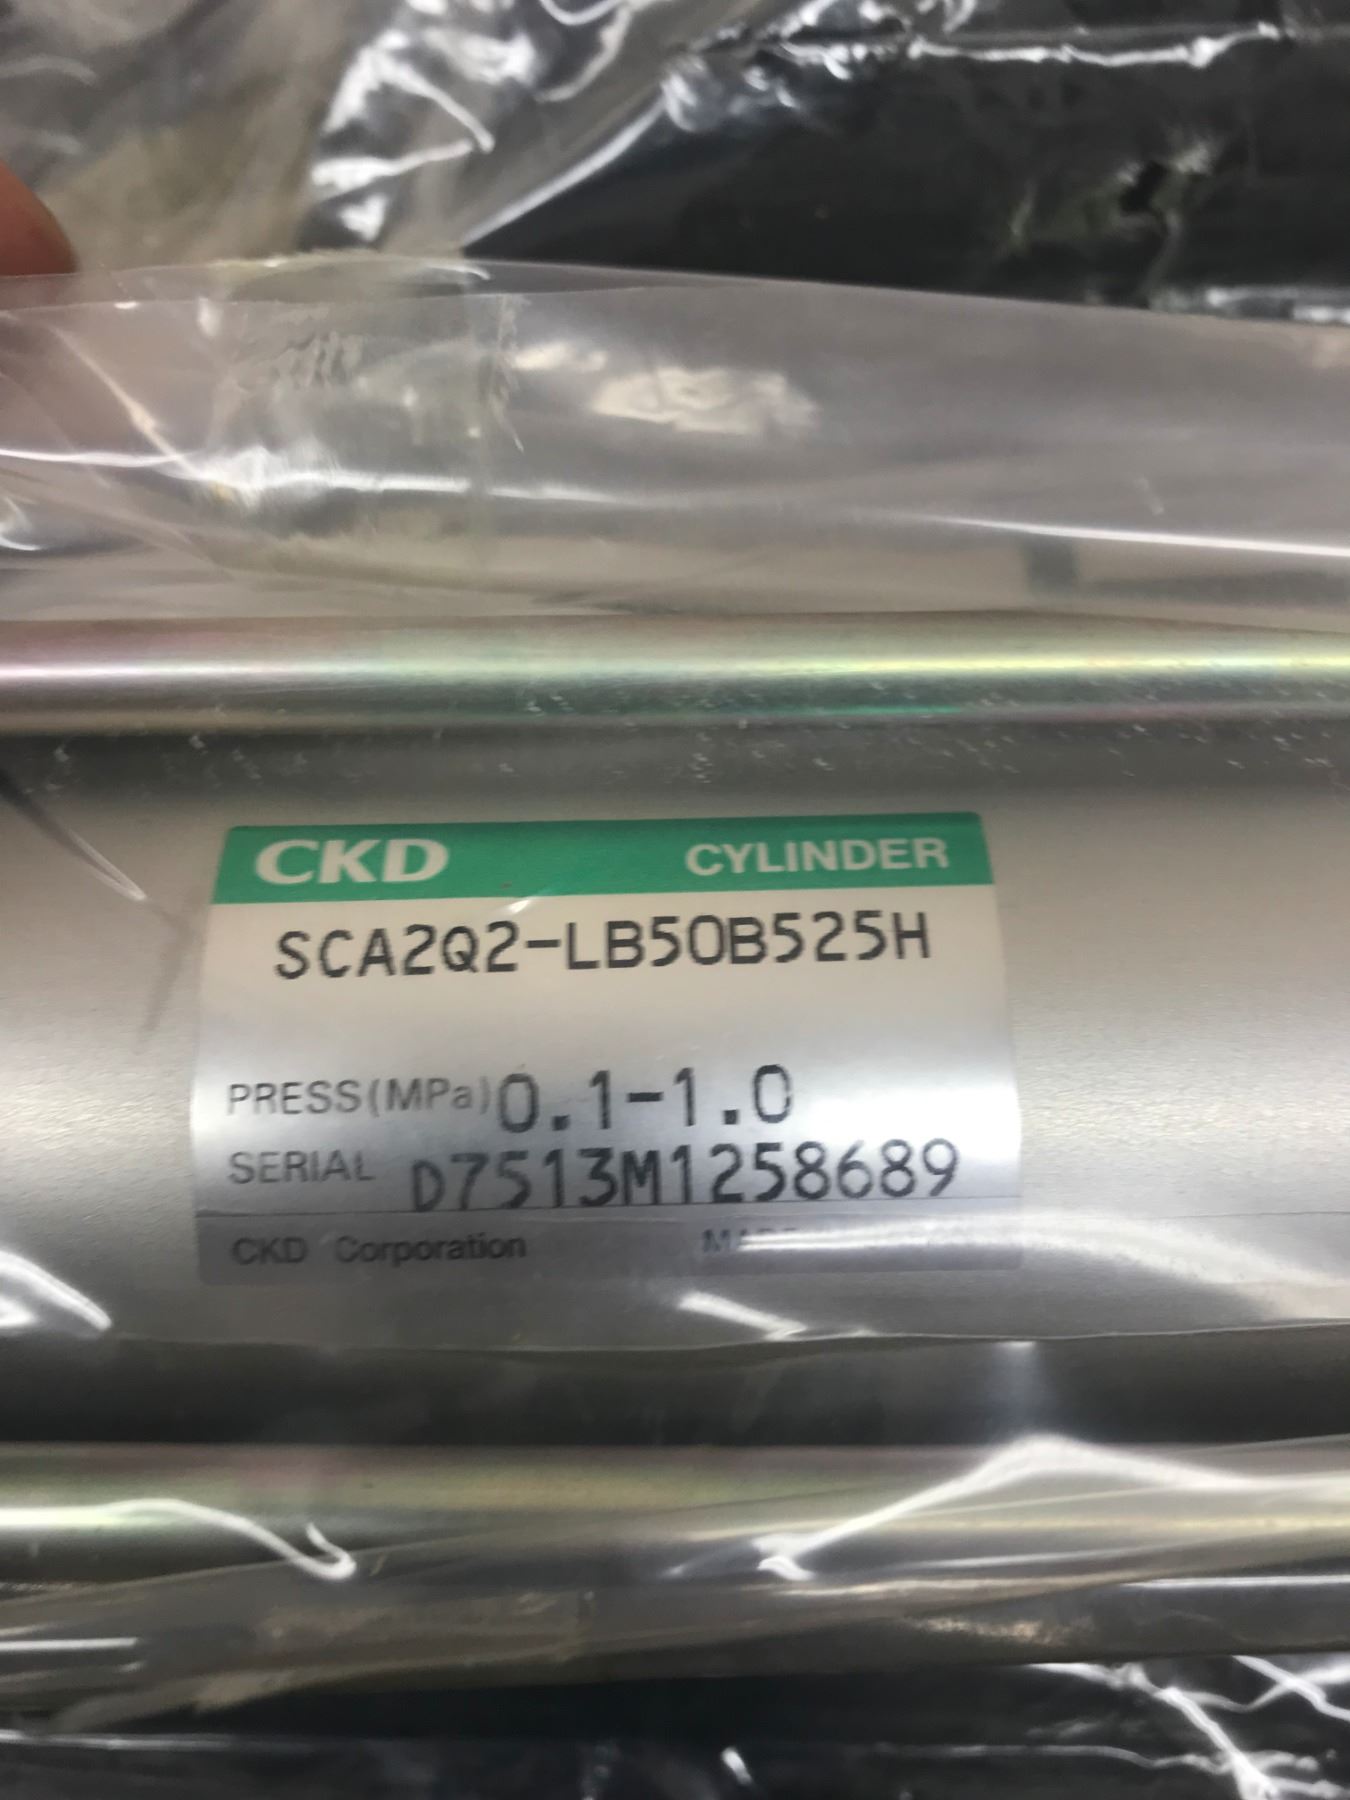 CKD CYLINDER
SCA2Q2-LB50B525H
PRESS(MPa) 0.1-1.0
SERIAL D7513M1258689
CKD Corporation